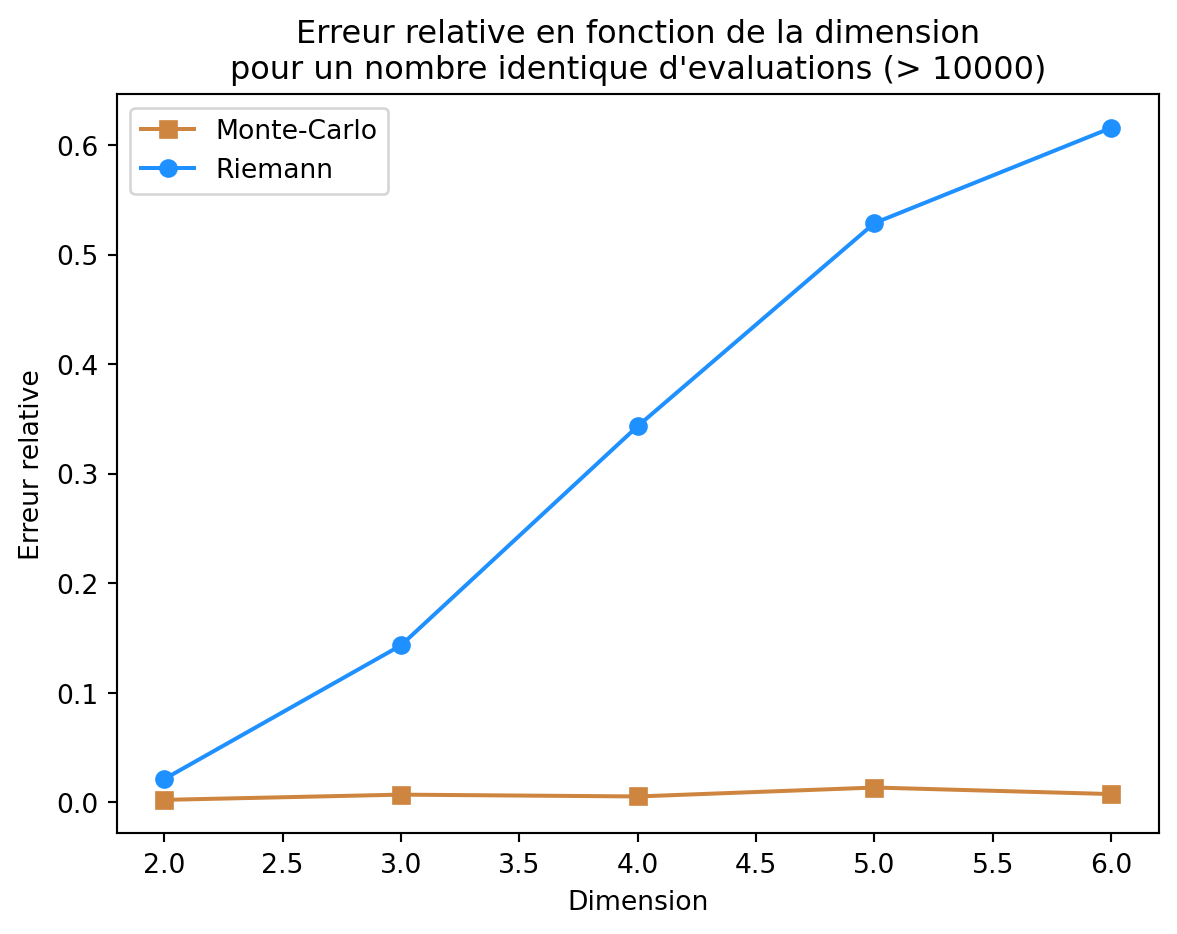 Erreur relative en fonction de la dimension
pour un nombre identique d'evaluations (> 10000)
Monte-Carlo
Riemann
Erreur relative
0.6
0.5
0.4
0.3
0.2
0.1
0.0
2.0 2.5 3.0 3.5 4.0 4.5 5.0 5.5 6.0
Dimension